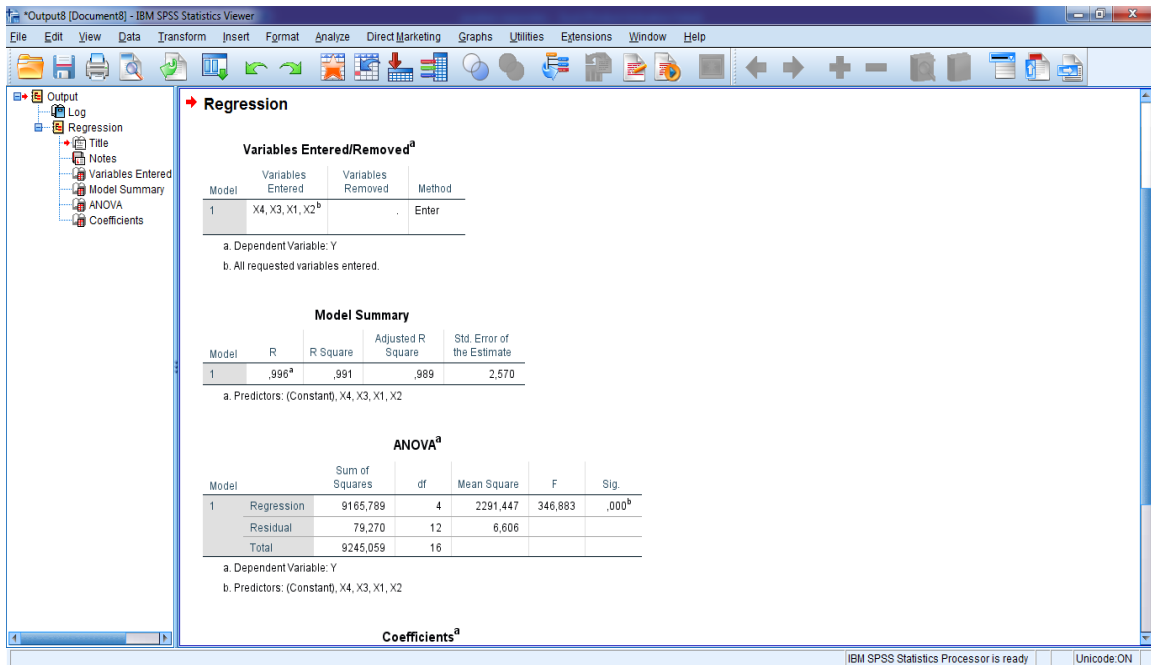 *Output8 [Document8] - IBM SPSS Statistics Viewer
File Edit View Data Transform Insert Format Analyze Direct Marketing Graphs Utilities Extensions Window Help
Output
Log
Regression
Title
Notes
Variables Entered
Model Summary
ANOVA
Coefficients
Regression
Variables Entered/Removedᵃ
Model Variables Entered Variables Removed Method
1 X4, X3, X1, X2ᵇ . Enter
a. Dependent Variable: Y
b. All requested variables entered.
Model Summary
Model R R Square Adjusted R Square Std. Error of the Estimate
1 ,996ᵃ ,991 ,989 2,570
a. Predictors: (Constant), X4, X3, X1, X2
ANOVAᵃ
Model Sum of Squares df Mean Square F Sig.
1 Regression 9165,789 4 2291,447 346,883 ,000ᵇ
Residual 79,270 12 6,606
Total 9245,059 16
a. Dependent Variable: Y
b. Predictors: (Constant), X4, X3, X1, X2
Coefficientsᵃ
IBM SPSS Statistics Processor is ready Unicode:ON